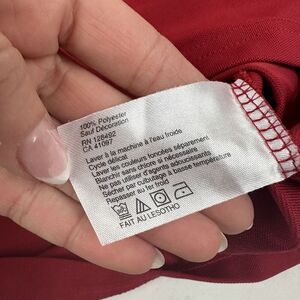 100% Polyester
Sauf Décoration
RN 128492
CA 41097
Laver à la machine à l'eau froide
Cycle délicat
Laver les couleurs foncées séparément
Blanchir sans chlore si nécessaire
Ne pas utiliser d'agents adoucissants
Sécher par culbutage à basse température
Repasser au fer froid
FAIT AU LESOTHO